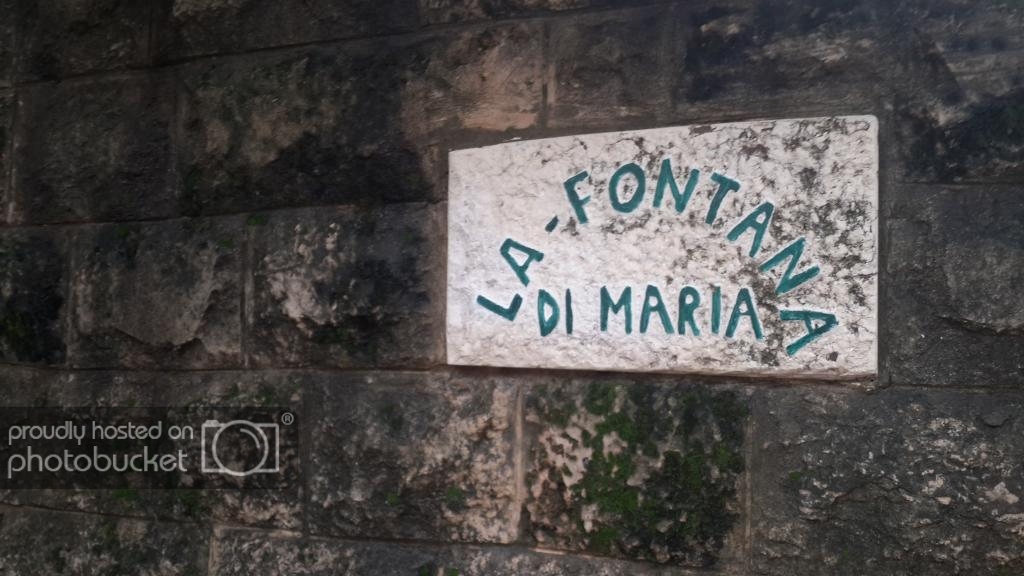 LA-FONTANA
DI MARIA
proudly hosted on
photobucket®